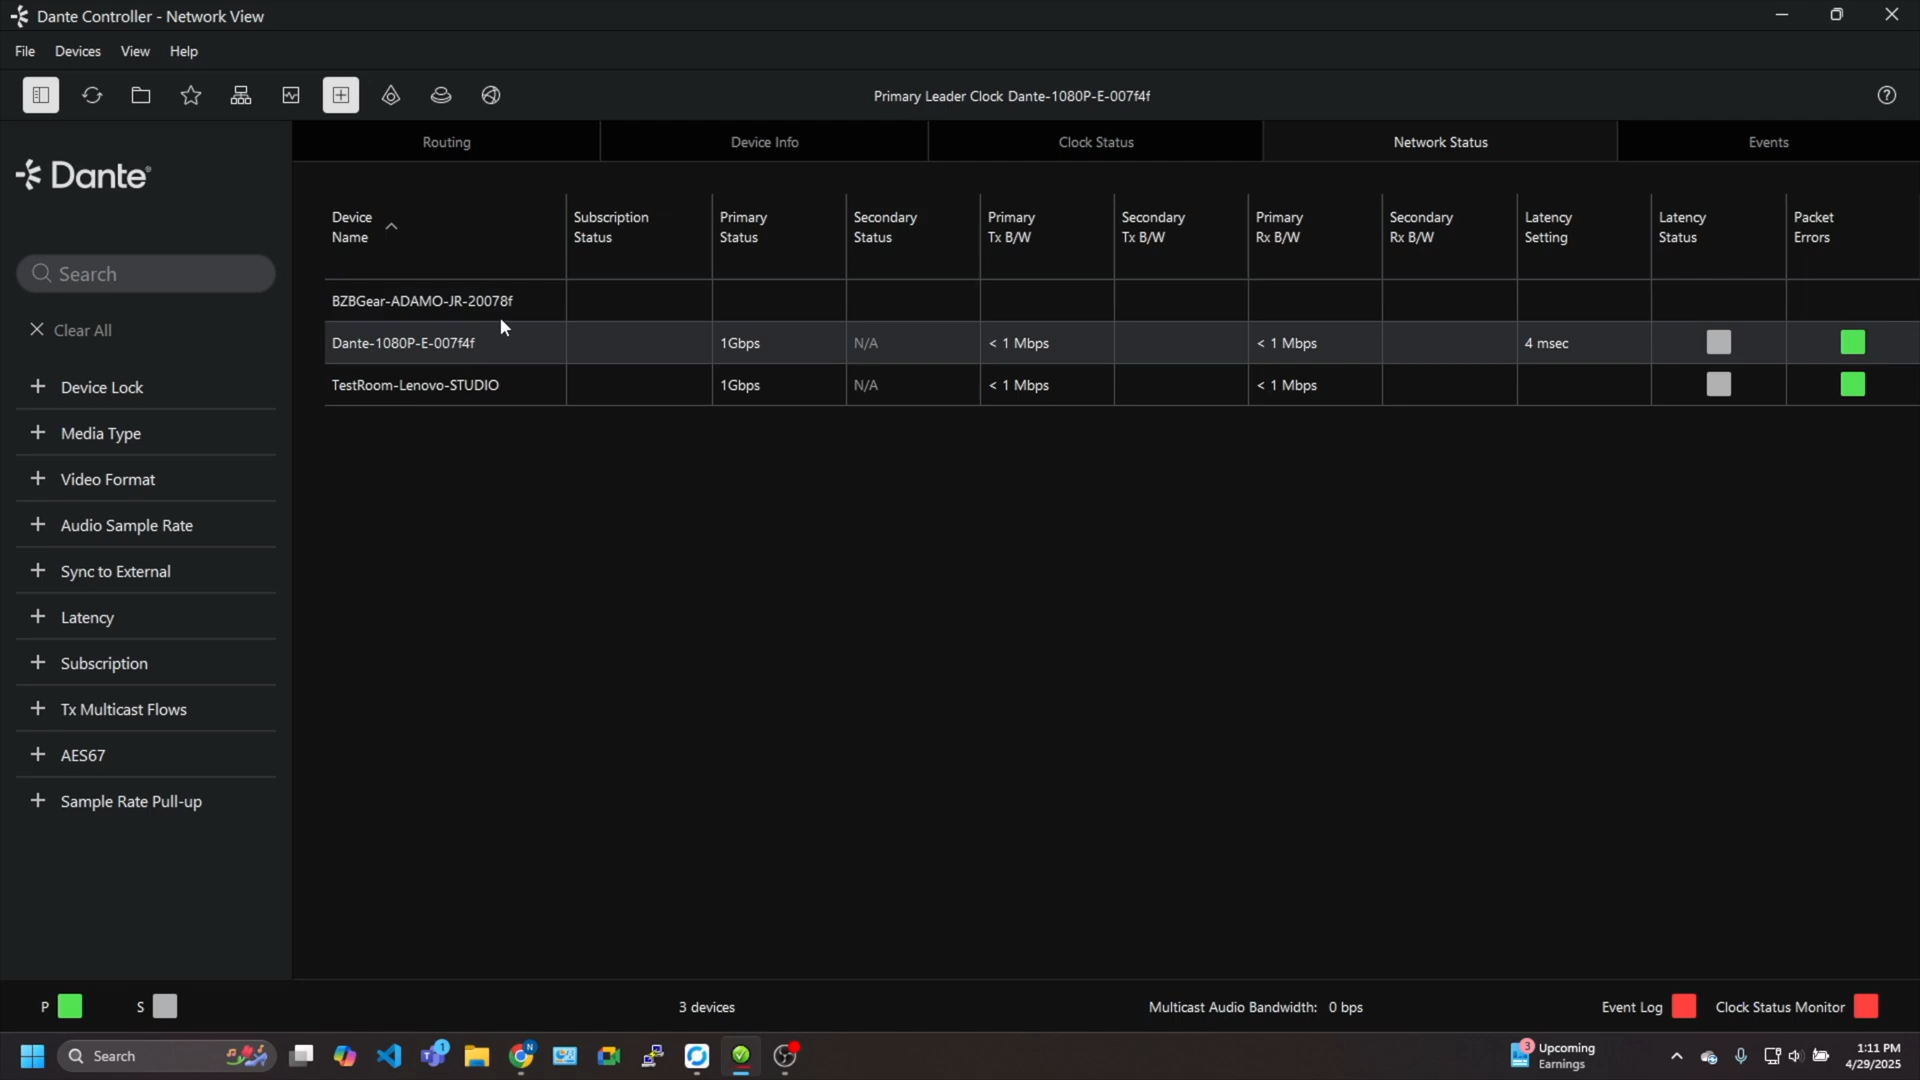 Dante Controller - Network View
File Devices View Help
Primary Leader Clock Dante-1080P-E-007f4f
Routing Device Info Clock Status Network Status Events
Dante®
Search
Clear All
Device Lock
Media Type
Video Format
Audio Sample Rate
Sync to External
Latency
Subscription
Tx Multicast Flows
AES67
Sample Rate Pull-up
Device Subscription Primary Secondary Primary Secondary Primary Secondary Latency Latency Packet
Name Status Status Status Tx B/W Tx B/W Rx B/W Rx B/W Setting Status Errors
BZBGear-ADAMO-JR-20078f
Dante-1080P-E-007f4f 1Gbps N/A < 1 Mbps < 1 Mbps 4 msec
TestRoom-Lenovo-STUDIO 1Gbps N/A < 1 Mbps < 1 Mbps
P S 3 devices Multicast Audio Bandwidth: 0 bps Event Log Clock Status Monitor
Search 1 N 3 Upcoming 1:11 PM
Earnings 4/29/2025